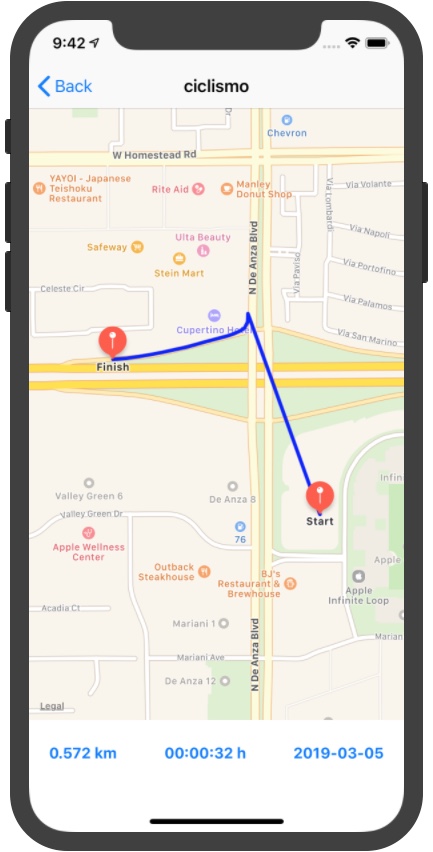 9:42
Back
ciclismo
Chevron
W Homestead Rd
YAYOI - Japanese
Teishoku
Restaurant
Rite Aid
Manley
Donut Shop
Via Lombardi
Via Volante
Ulta Beauty
Safeway
Stein Mart
N De Anza Blvd
Via Paviso
Via Napoli
Via Portofino
Celeste Cir
Via Palamos
Cupertino Hotel
Via San Marino
Finish
Valley Green 6
De Anza 8
Infini
Start
Valley Green Dr
76
Apple Wellness
Center
Outback
Steakhouse
BJ's
Restaurant &
Brewhouse
Apple
Apple
Infinite Loop
Acadia Ct
Mariani 1
N De Anza Blvd
Marian
Mariani Ave
De Anza 12
Legal
0.572 km
00:00:32 h
2019-03-05